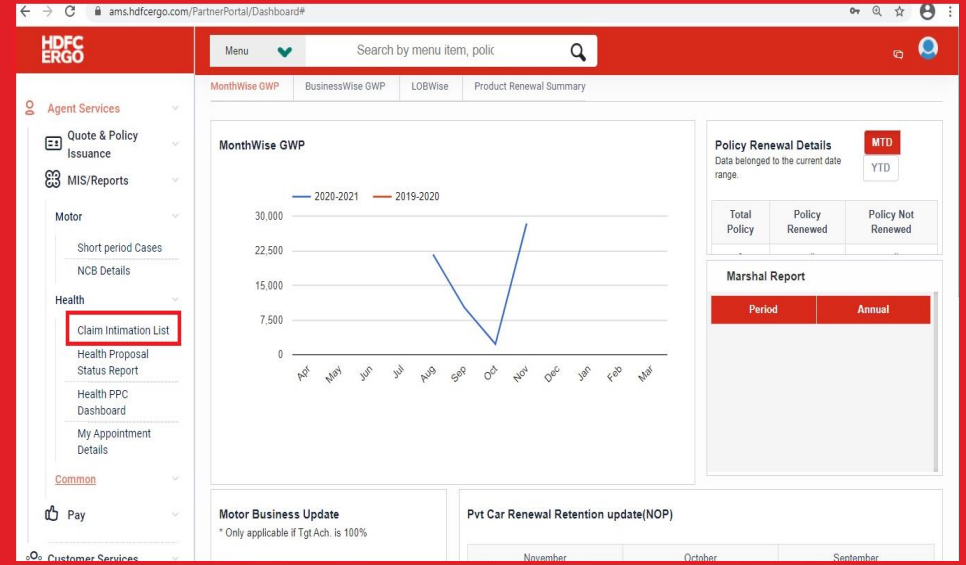 ams.hdfcergo.com/PartnerPortal/Dashboard#
HDFC
ERGO
Menu
Search by menu item, polic
MonthWise GWP
BusinessWise GWP
LOBWise
Product Renewal Summary
Agent Services
Quote & Policy
Issuance
MIS/Reports
Motor
Short period Cases
NCB Details
Health
Claim Intimation List
Health Proposal
Status Report
Health PPC
Dashboard
My Appointment
Details
Common
Pay
Customer Services
MonthWise GWP
2020-2021
2019-2020
30,000
22,500
15,000
7,500
0
Apr May Jun Jul Aug Sep Oct Nov Dec Jan Feb Mar
Policy Renewal Details
Data belonged to the current date
range.
MTD
YTD
Total
Policy
Policy
Renewed
Policy Not
Renewed
Marshal Report
Period
Annual
Motor Business Update
* Only applicable if Tgt Ach. is 100%
Pvt Car Renewal Retention update(NOP)
November
October
September